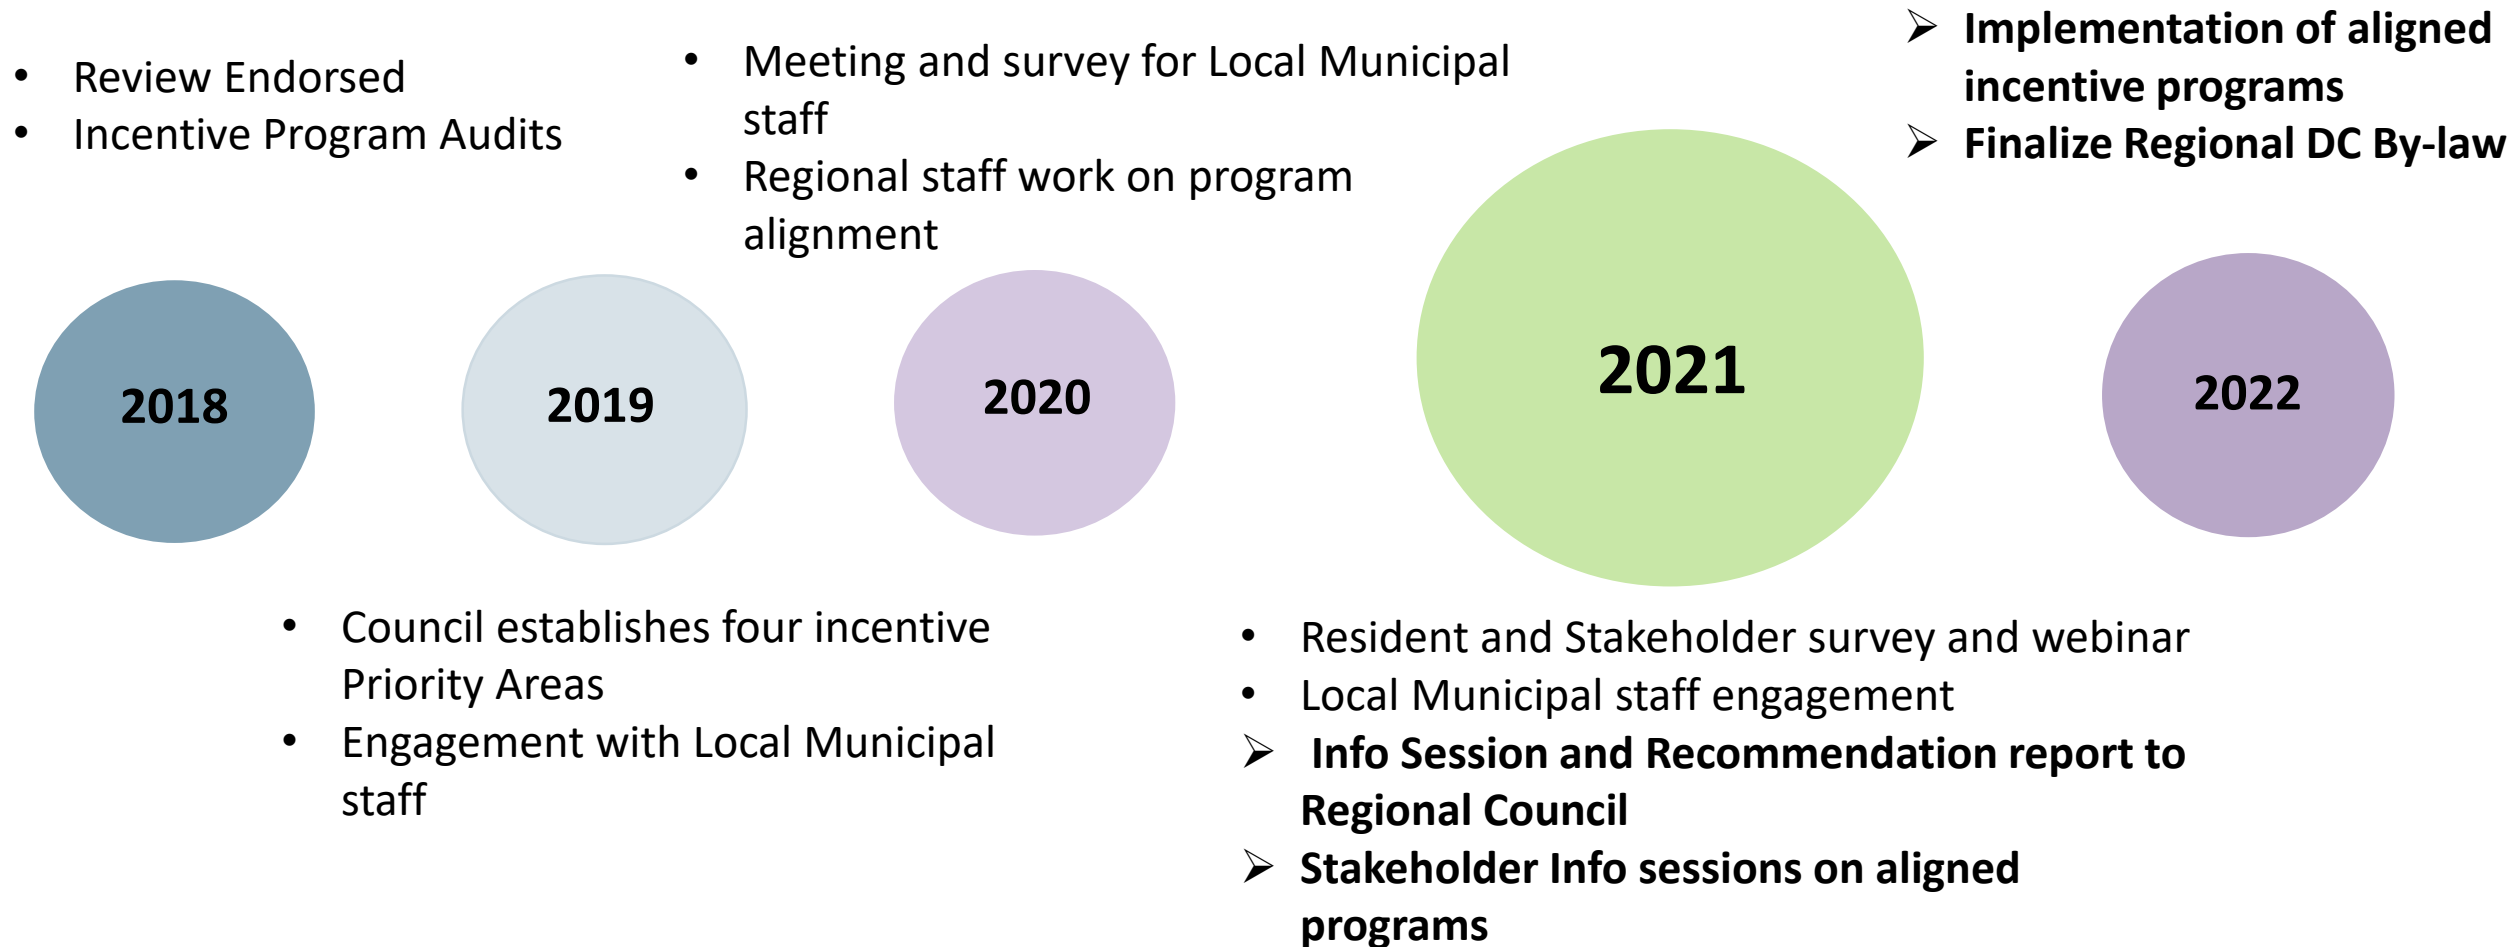 • Review Endorsed
• Incentive Program Audits
• Meeting and survey for Local Municipal
staff
• Regional staff work on program
alignment
➢ Implementation of aligned
incentive programs
➢ Finalize Regional DC By-law
2018
2019
2020
2021
2022
• Council establishes four incentive
Priority Areas
• Engagement with Local Municipal
staff
• Resident and Stakeholder survey and webinar
• Local Municipal staff engagement
➢ Info Session and Recommendation report to
Regional Council
➢ Stakeholder Info sessions on aligned
programs